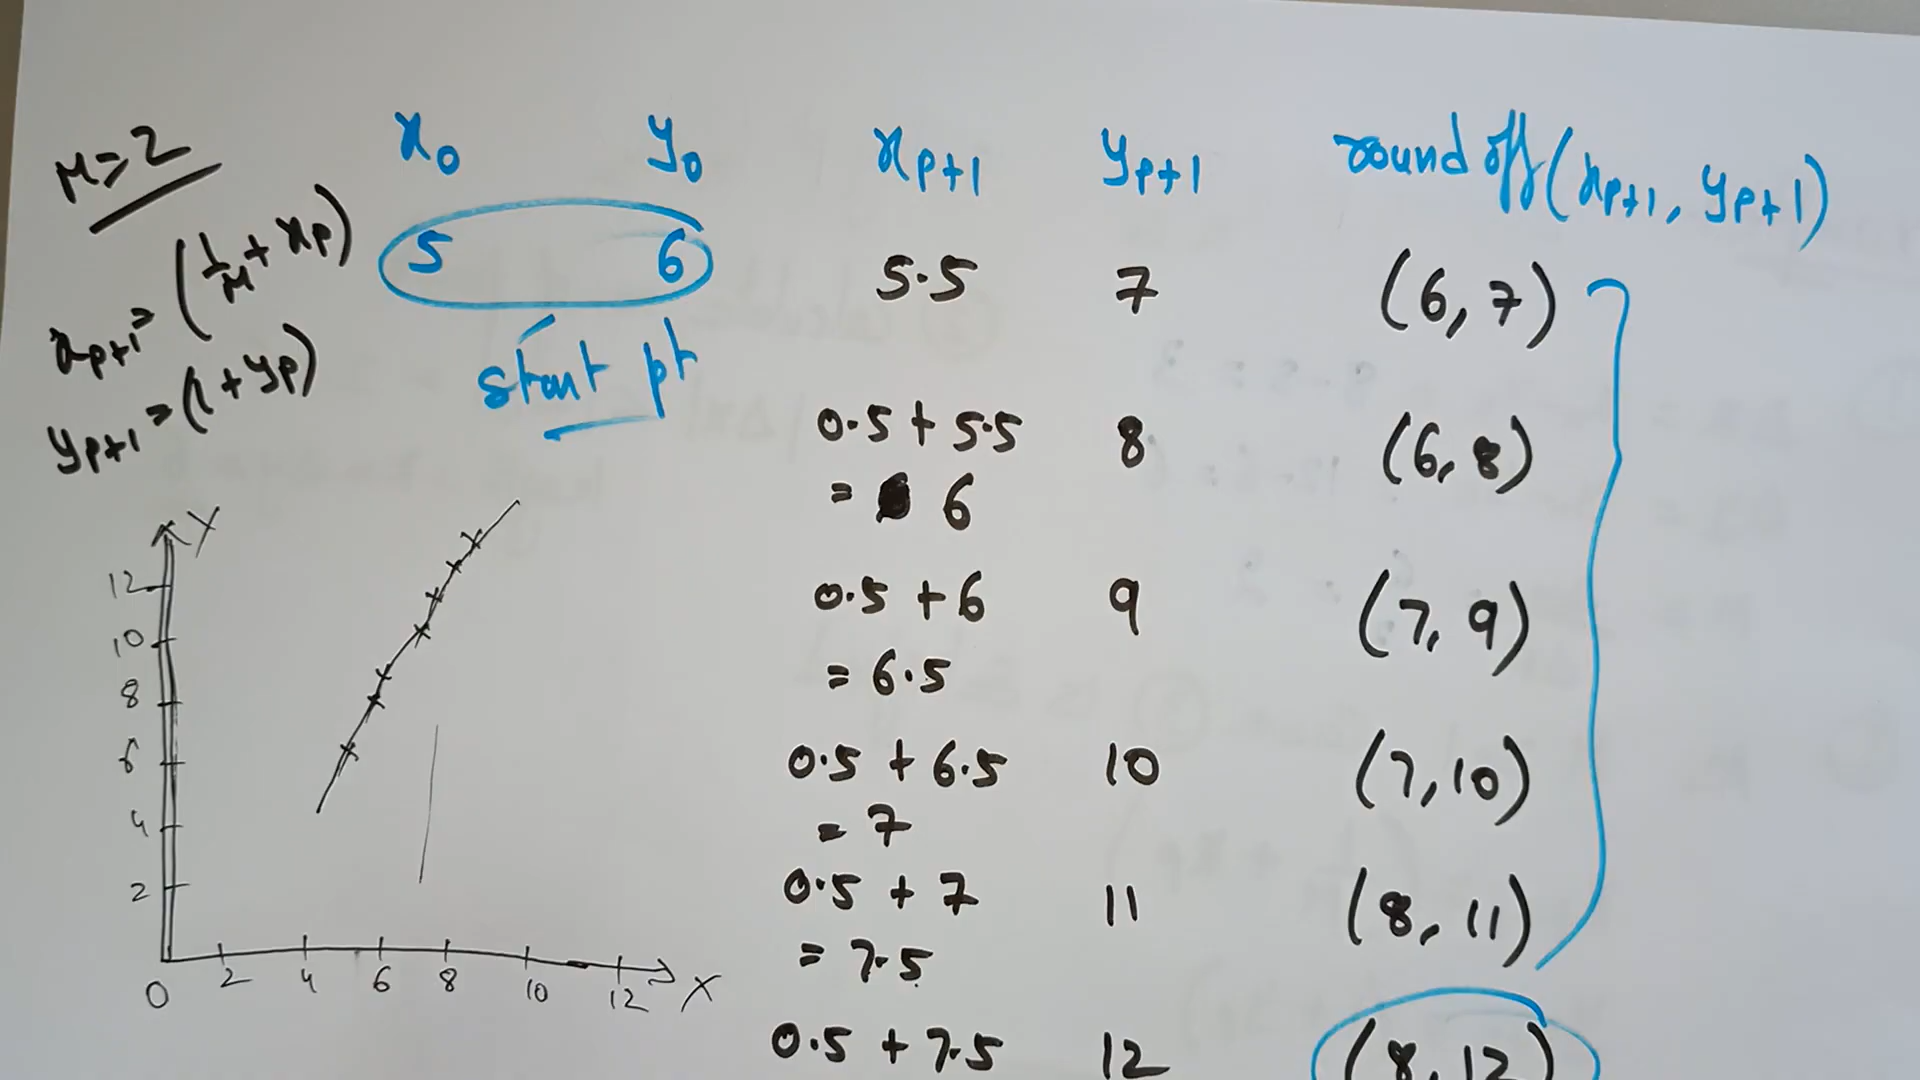 M=2
x₀ y₀ xₚ₊₁ yₚ₊₁ round off (xₚ₊₁, yₚ₊₁)
xₚ₊₁ = (1/M + xₚ)
yₚ₊₁ = (1 + yₚ)
5 6 5.5 7 (6, 7)
start pt
0.5 + 5.5 8 (6, 8)
= 6
0.5 + 6 9 (7, 9)
= 6.5
0.5 + 6.5 10 (7, 10)
= 7
0.5 + 7 11 (8, 11)
= 7.5
0.5 + 7.5 12 (8, 12)
Y
12
10
8
6
4
2
0 2 4 6 8 10 12 X